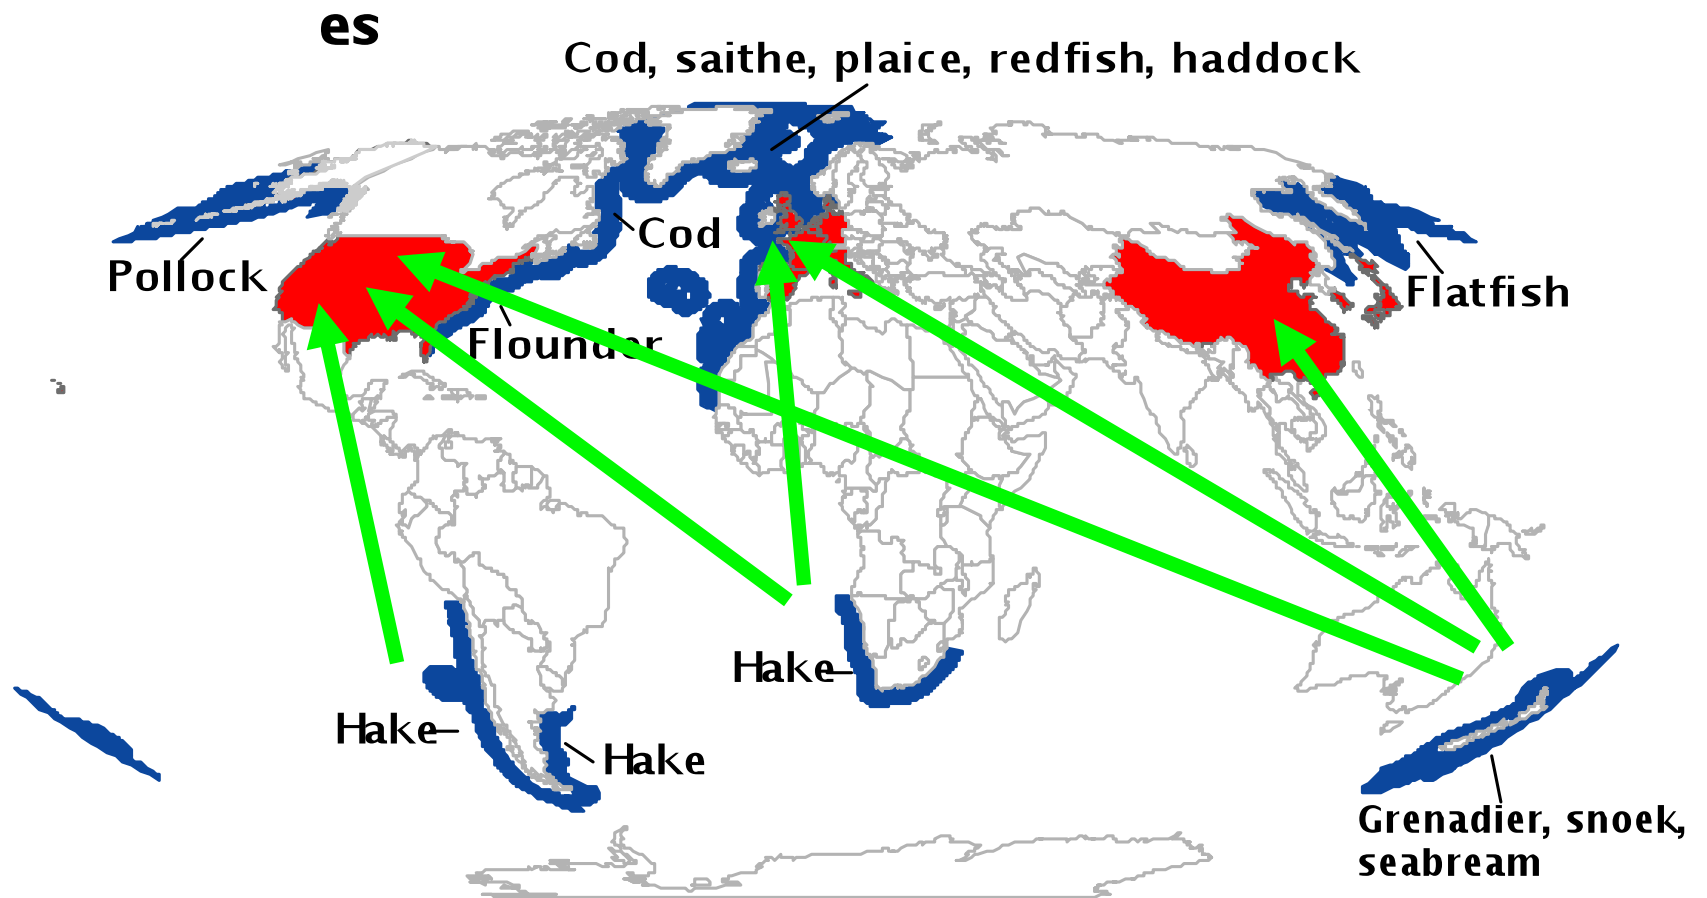 es
Cod, saithe, plaice, redfish, haddock
Cod
Pollock
Flatfish
Flounder
Hake
Hake
Hake
Grenadier, snoek,
seabream